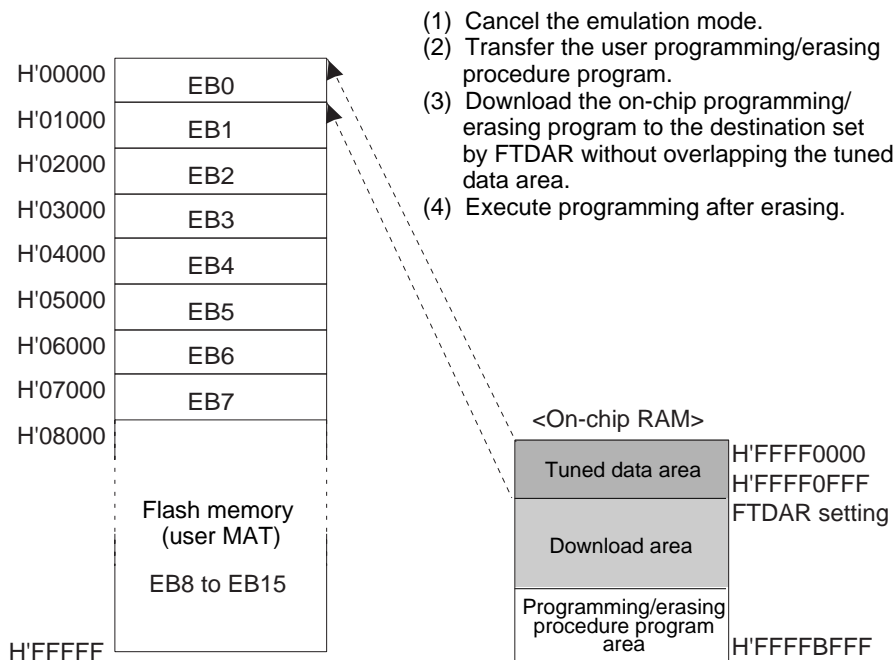 (1) Cancel the emulation mode.
(2) Transfer the user programming/erasing
procedure program.
(3) Download the on-chip programming/
erasing program to the destination set
by FTDAR without overlapping the tuned
data area.
(4) Execute programming after erasing.
H'00000
EB0
H'01000
EB1
H'02000
EB2
H'03000
EB3
H'04000
EB4
H'05000
EB5
H'06000
EB6
H'07000
EB7
H'08000
Flash memory
(user MAT)
EB8 to EB15
H'FFFFF
<On-chip RAM>
Tuned data area
H'FFFF0000
H'FFFF0FFF
FTDAR setting
Download area
Programming/erasing
procedure program
area
H'FFFFBFFF